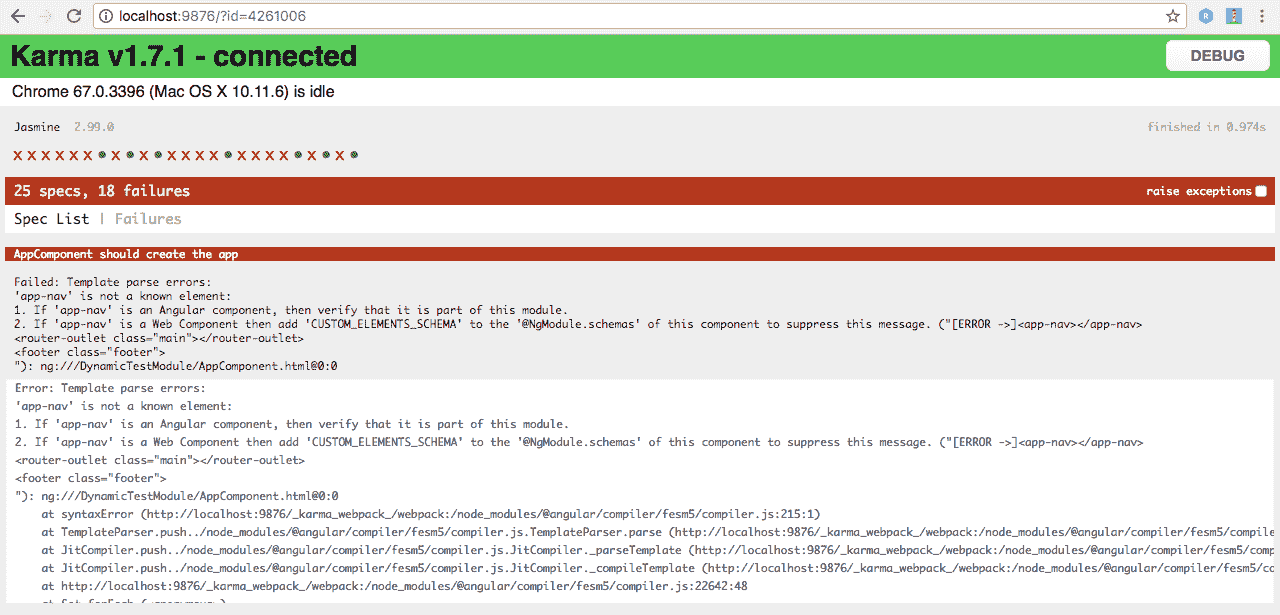 localhost:9876/?id=4261006
R
Karma v1.7.1 - connected
DEBUG
Chrome 67.0.3396 (Mac OS X 10.11.6) is idle
Jasmine 2.99.0
finished in 0.974s
X X X X X X • X • X • X X X X • X X X X • X • X •
25 specs, 18 failures
raise exceptions
Spec List | Failures
AppComponent should create the app
Failed: Template parse errors:
'app-nav' is not a known element:
1. If 'app-nav' is an Angular component, then verify that it is part of this module.
2. If 'app-nav' is a Web Component then add 'CUSTOM_ELEMENTS_SCHEMA' to the '@NgModule.schemas' of this component to suppress this message. ("[ERROR ->]<app-nav></app-nav>
<router-outlet class="main"></router-outlet>
<footer class="footer">
"): ng:///DynamicTestModule/AppComponent.html@0:0
Error: Template parse errors:
'app-nav' is not a known element:
1. If 'app-nav' is an Angular component, then verify that it is part of this module.
2. If 'app-nav' is a Web Component then add 'CUSTOM_ELEMENTS_SCHEMA' to the '@NgModule.schemas' of this component to suppress this message. ("[ERROR ->]<app-nav></app-nav>
<router-outlet class="main"></router-outlet>
<footer class="footer">
"): ng:///DynamicTestModule/AppComponent.html@0:0
at syntaxError (http://localhost:9876/_karma_webpack_/webpack:/node_modules/@angular/compiler/fesm5/compiler.js:215:1)
at TemplateParser.push../node_modules/@angular/compiler/fesm5/compiler.js.TemplateParser.parse (http://localhost:9876/_karma_webpack_/webpack:/node_modules/@angular/compiler/fesm5/compile
at JitCompiler.push../node_modules/@angular/compiler/fesm5/compiler.js.JitCompiler._parseTemplate (http://localhost:9876/_karma_webpack_/webpack:/node_modules/@angular/compiler/fesm5/com
at JitCompiler.push../node_modules/@angular/compiler/fesm5/compiler.js.JitCompiler._compileTemplate (http://localhost:9876/_karma_webpack_/webpack:/node_modules/@angular/compiler/fesm5/co
at http://localhost:9876/_karma_webpack_/webpack:/node_modules/@angular/compiler/fesm5/compiler.js:22642:48